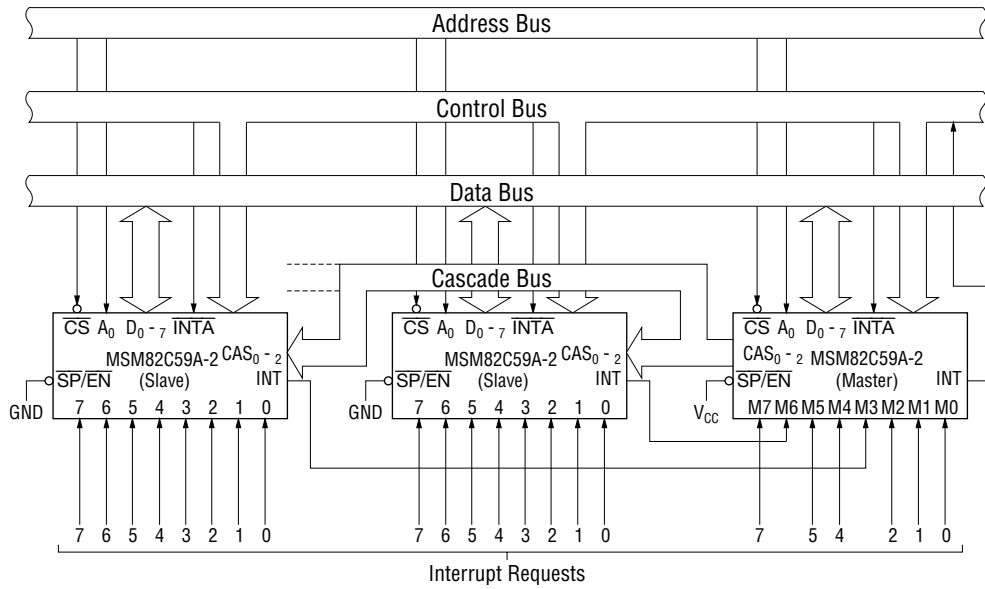 Address Bus
Control Bus
Data Bus
Cascade Bus
CS A0 D0 - 7 INTA
MSM82C59A-2 CAS0 - 2
SP/EN (Slave) INT
GND
7 6 5 4 3 2 1 0
CS A0 D0 - 7 INTA
MSM82C59A-2 CAS0 - 2
SP/EN (Slave) INT
GND
7 6 5 4 3 2 1 0
CS A0 D0 - 7 INTA
CAS0 - 2 MSM82C59A-2
SP/EN (Master) INT
VCC
M7 M6 M5 M4 M3 M2 M1 M0
7 6 5 4 3 2 1 0
7 6 5 4 3 2 1 0
7 5 4 2 1 0
Interrupt Requests